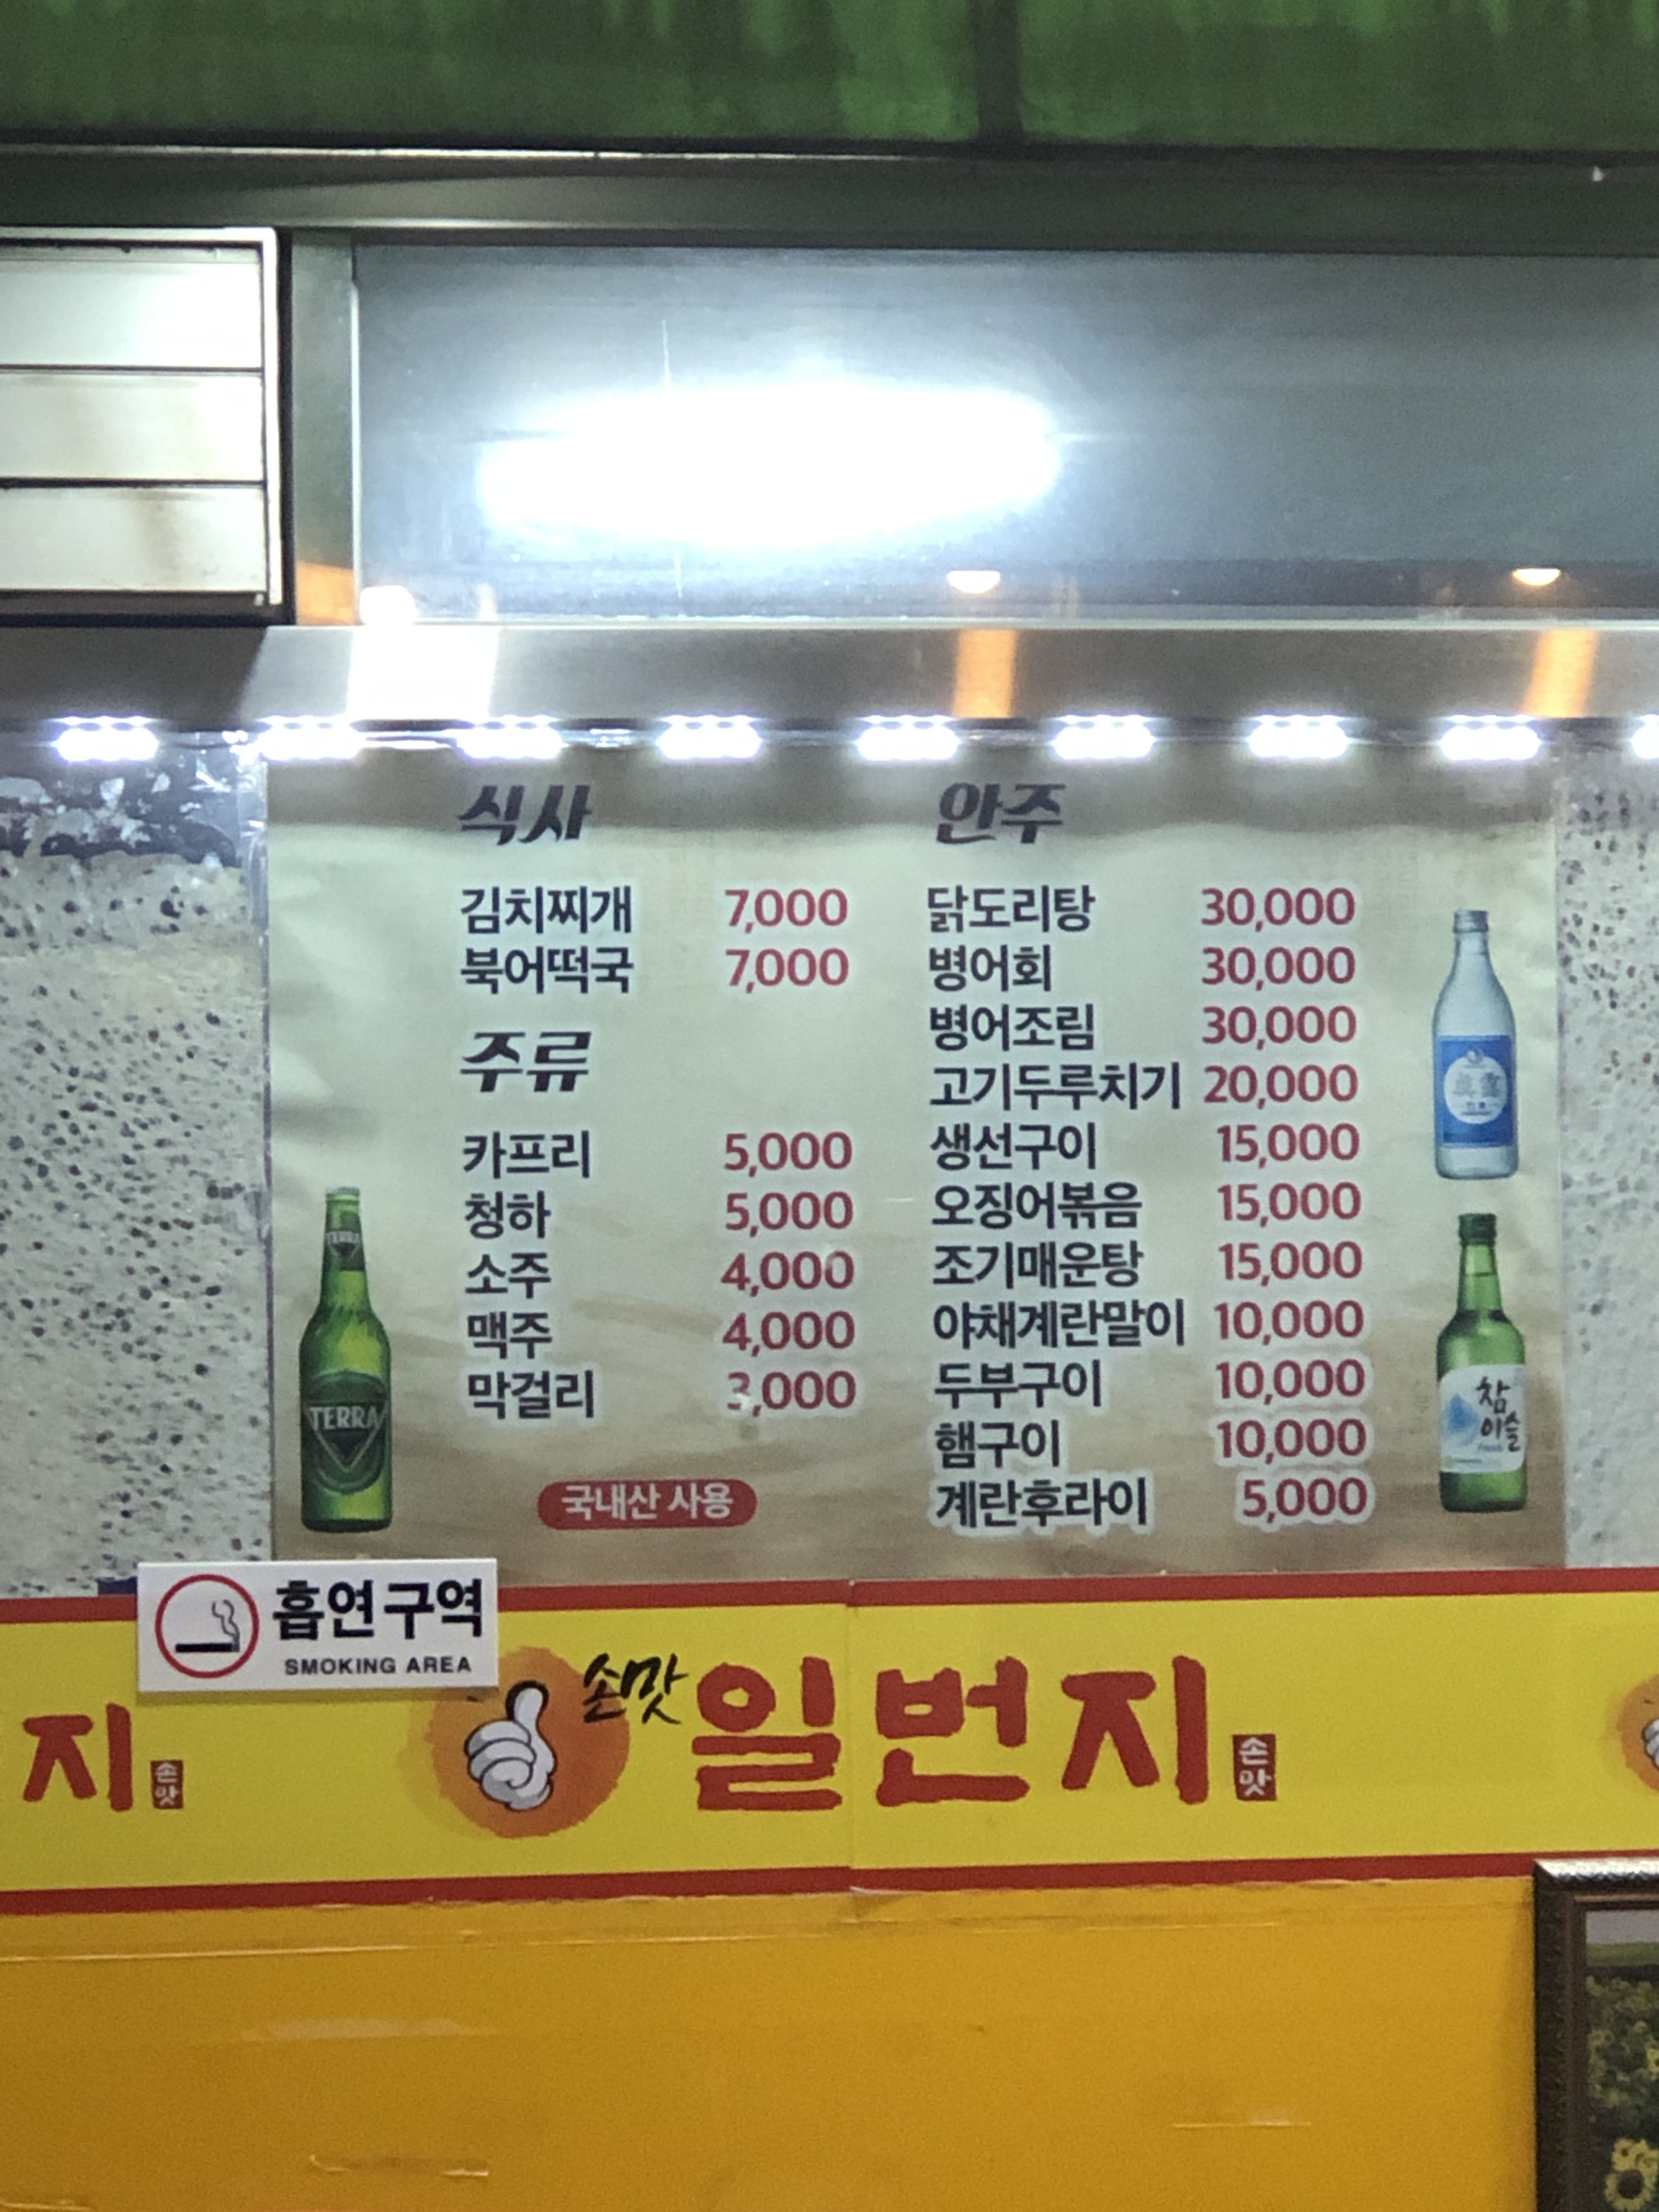 식사
김치찌개 7,000
북어떡국 7,000
주류
카프리 5,000
청하 5,000
소주 4,000
맥주 4,000
막걸리 3,000
국내산 사용
안주
닭도리탕 30,000
병어회 30,000
병어조림 30,000
고기두루치기 20,000
생선구이 15,000
오징어볶음 15,000
조기매운탕 15,000
야채계란말이 10,000
두부구이 10,000
햄구이 10,000
계란후라이 5,000
TERRA
TERRA
참
이슬
흡연구역
SMOKING AREA
지 손맛
손맛 일번지 손맛